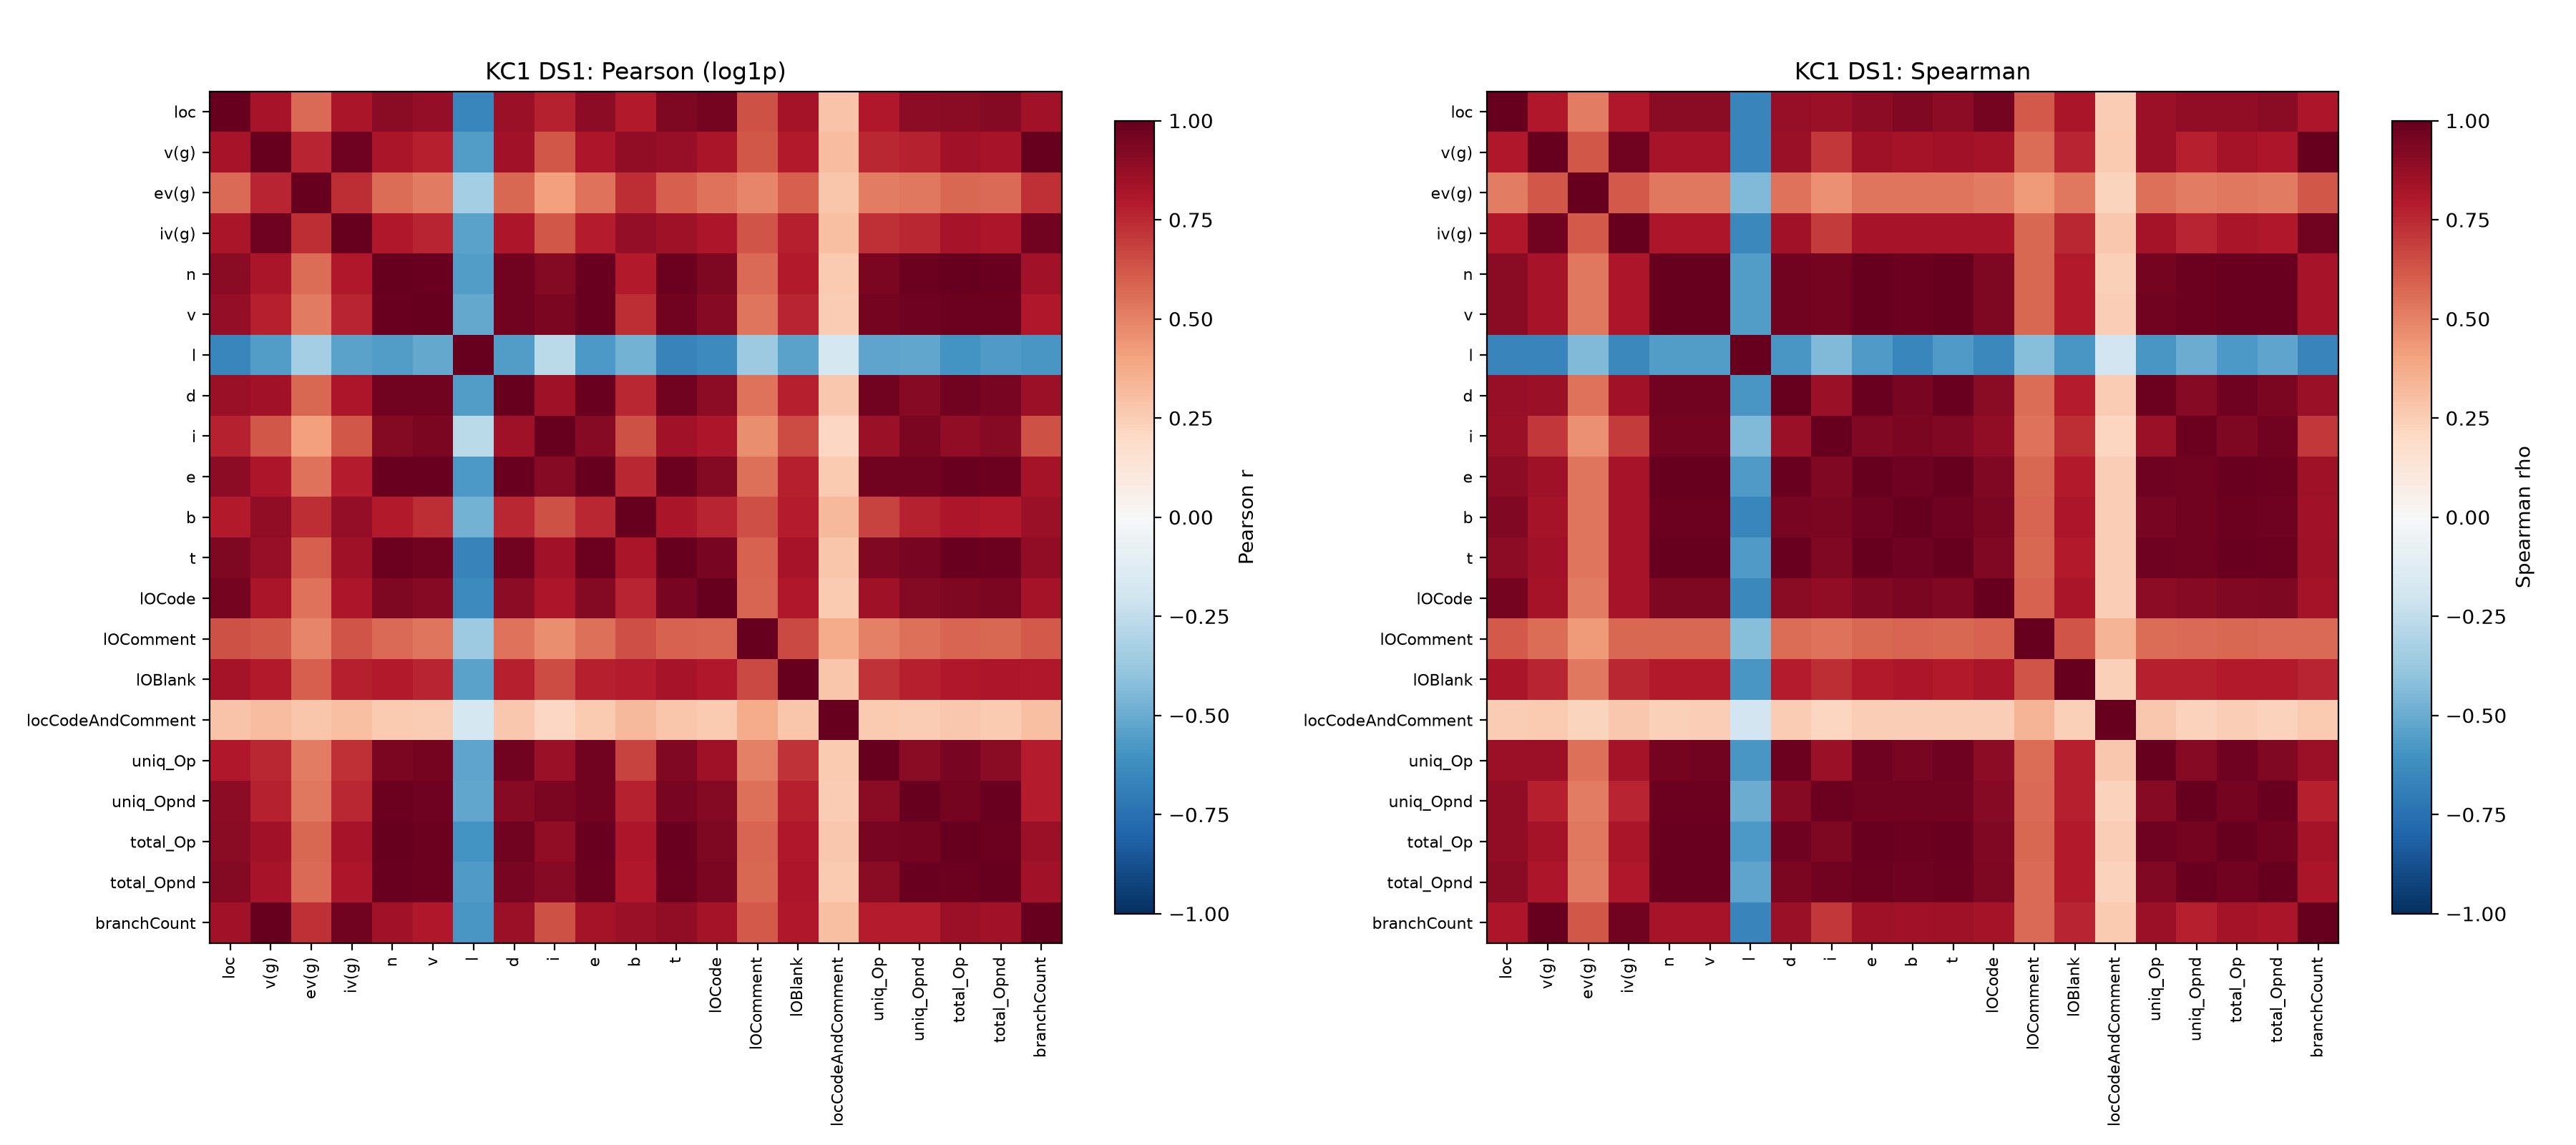 KC1 DS1: Pearson (log1p)
loc
v(g)
ev(g)
iv(g)
n
v
l
d
i
e
b
t
lOCode
lOComment
lOBlank
locCodeAndComment
uniq_Op
uniq_Opnd
total_Op
total_Opnd
branchCount
loc
v(g)
ev(g)
iv(g)
n
v
l
d
i
e
b
t
lOCode
lOComment
lOBlank
locCodeAndComment
uniq_Op
uniq_Opnd
total_Op
total_Opnd
branchCount
1.00
0.75
0.50
0.25
0.00
−0.25
−0.50
−0.75
−1.00
Pearson r
KC1 DS1: Spearman
loc
v(g)
ev(g)
iv(g)
n
v
l
d
i
e
b
t
lOCode
lOComment
lOBlank
locCodeAndComment
uniq_Op
uniq_Opnd
total_Op
total_Opnd
branchCount
loc
v(g)
ev(g)
iv(g)
n
v
l
d
i
e
b
t
lOCode
lOComment
lOBlank
locCodeAndComment
uniq_Op
uniq_Opnd
total_Op
total_Opnd
branchCount
1.00
0.75
0.50
0.25
0.00
−0.25
−0.50
−0.75
−1.00
Spearman rho